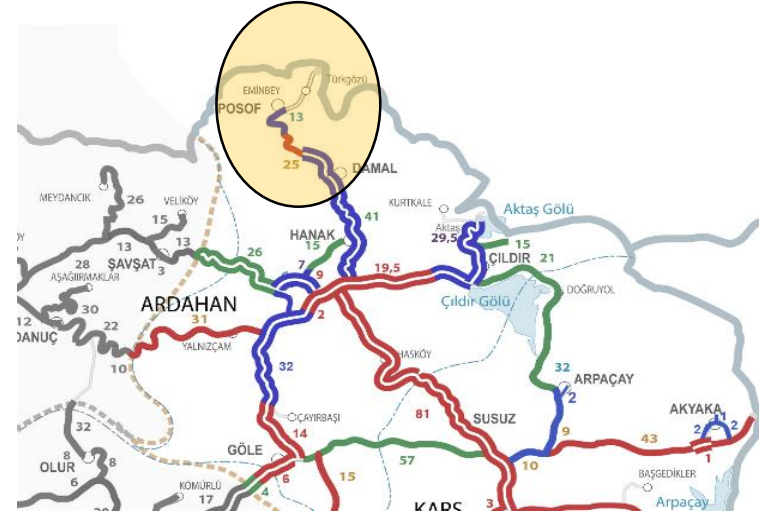 EMİNBEY
Türkgözü
POSOF
13
25
DAMAL
MEYDANCIK
26
VELİKÖY
15
KURTKALE
Aktaş Gölü
41
Aktaş
29,5
13
13
HANAK
15
15
28
ŞAVŞAT
3
26
7
9
19,5
ÇILDIR
21
AŞAĞIIRMAKLAR
30
ARDAHAN
Çıldır Gölü
DOĞRUYOL
12
22
31
2
DANUÇ
YALNIZÇAM
10
HASKÖY
32
32
ARPAÇAY
2
32
ÇAYIRBAŞI
81
SUSUZ
AKYAKA
1
2
2
14
9
43
GÖLE
57
10
1
OLUR
8
8
6
6
15
BAŞGEDİKLER
KÖMÜRLÜ
4
17
Arpaçay
KARS
3